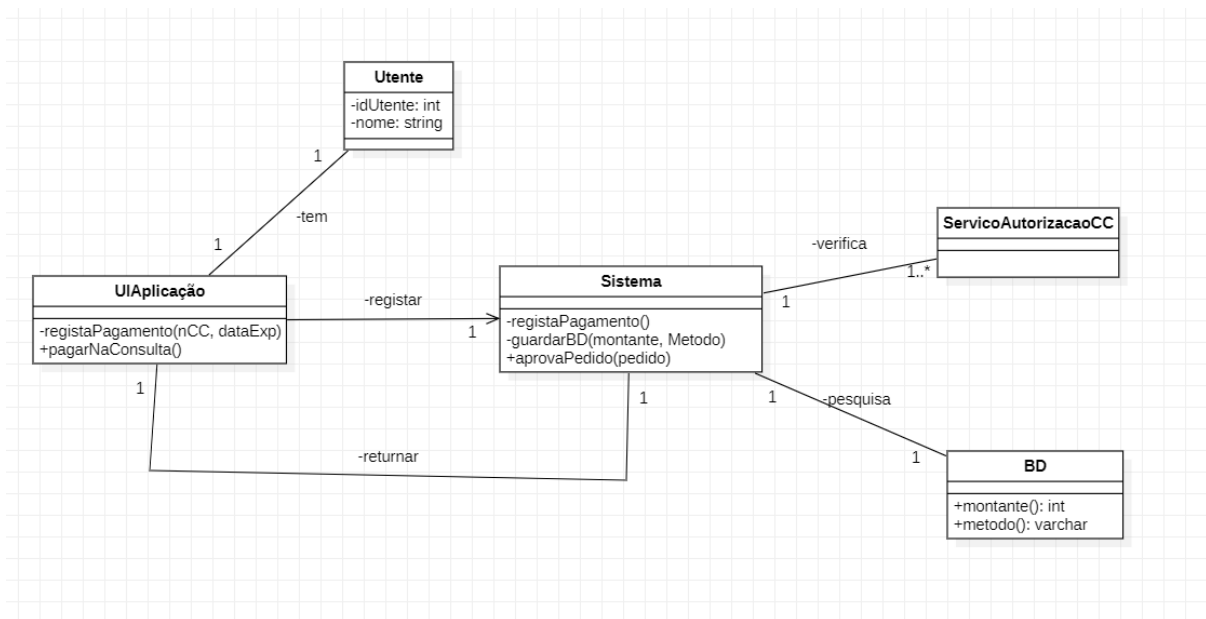 Utente
-idUtente: int
-nome: string
1
-tem
1
UIAplicação
-registaPagamento(nCC, dataExp)
+pagarNaConsulta()
1
-registar
1
Sistema
-registaPagamento()
-guardarBD(montante, Metodo)
+aprovaPedido(pedido)
1
-returnar
1
-verifica
1..*
ServicoAutorizacaoCC
1
-pesquisa
1
BD
+montante(): int
+metodo(): varchar